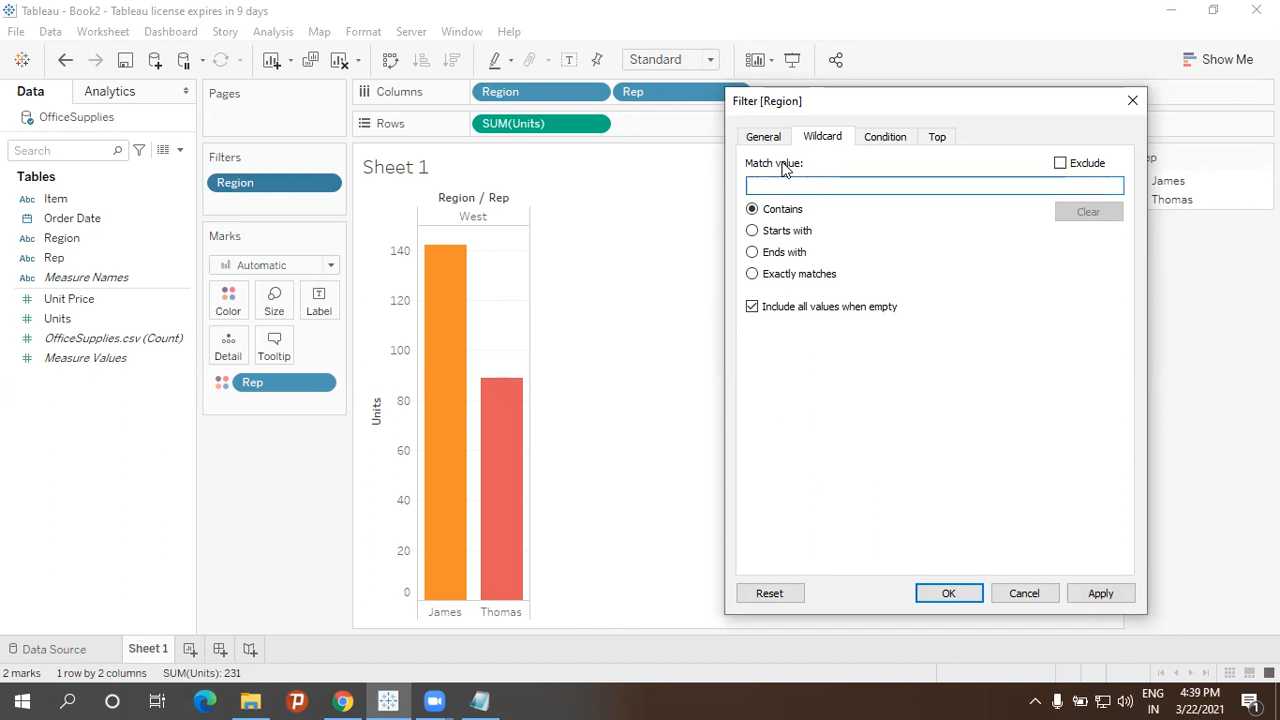 Tableau - Book2 - Tableau license expires in 9 days
File Data Worksheet Dashboard Story Analysis Map Format Server Window Help
Standard
Show Me
Data Analytics
OfficeSupplies
Search
Tables
Abc Item
Order Date
Abc Region
Abc Rep
Abc Measure Names
# Unit Price
# Units
# OfficeSupplies.csv (Count)
# Measure Values
Pages
Filters
Region
Marks
Automatic
Color Size Label
Detail Tooltip
Rep
Columns Region Rep
Rows SUM(Units)
Sheet 1
Region / Rep
West
Units
140
120
100
80
60
40
20
0
James Thomas
Filter [Region]
General Wildcard Condition Top
Match value: Exclude
Contains Clear
Starts with
Ends with
Exactly matches
Include all values when empty
Reset OK Cancel Apply
James
Thomas
Data Source Sheet 1
2 marks 1 row by 2 columns SUM(Units): 231
ENG
IN
4:39 PM
3/22/2021
1